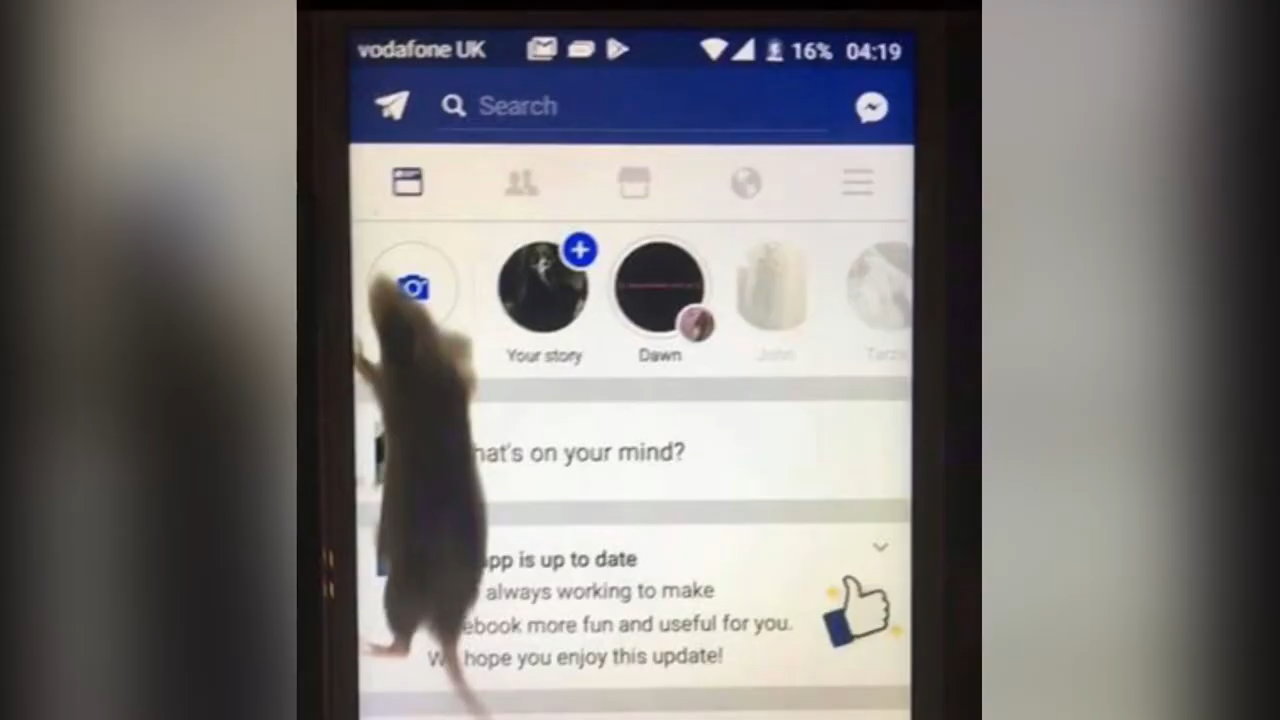 vodafone UK 16% 04:19
Search
Your story Dawn John
hat's on your mind?
pp is up to date
always working to make
ebook more fun and useful for you.
W hope you enjoy this update!